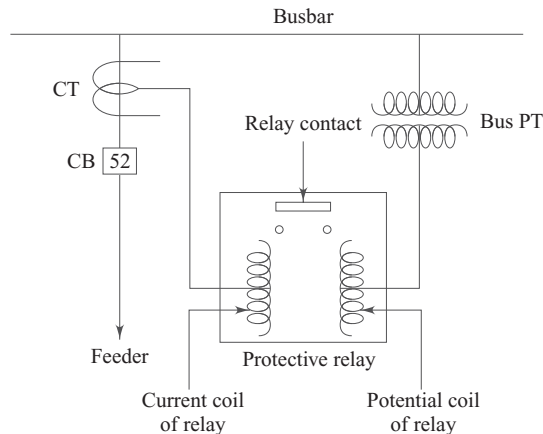 Busbar
CT
Bus PT
Relay contact
CB 52
Feeder
Protective relay
Current coil
of relay
Potential coil
of relay